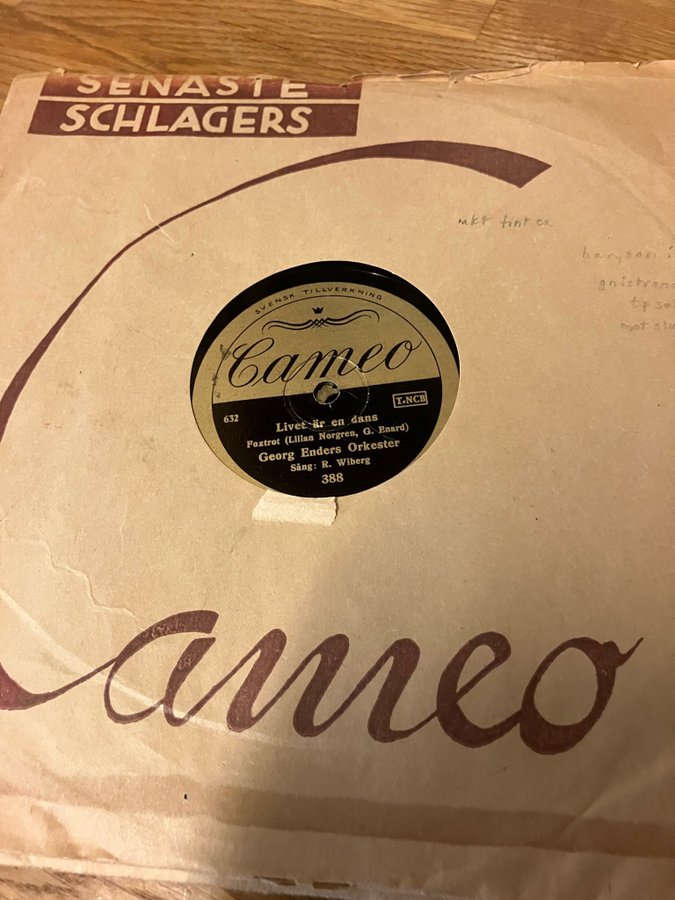 SENASTE
SCHLAGERS
mkt fint ex
SVENSK TILLVERKNING
Cameo
632
T.NCB
Livet är en dans
Foxtrot (Lilian Norgren, G. Enard)
Georg Enders Orkester
Sång: R. Wiberg
388
Cameo